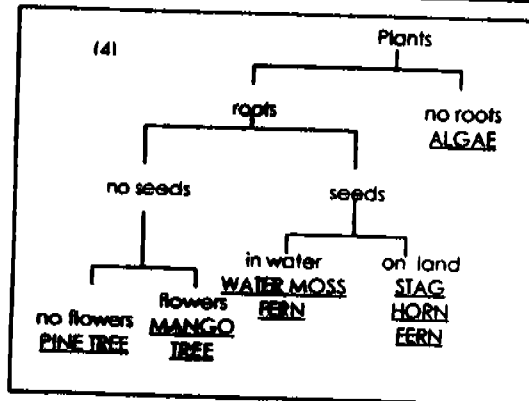 (4)
Plants
roots
no roots
ALGAE
no seeds
seeds
no flowers
PINE TREE
flowers
MANGO
TREE
in water
WATER MOSS
FERN
on land
STAG
HORN
FERN